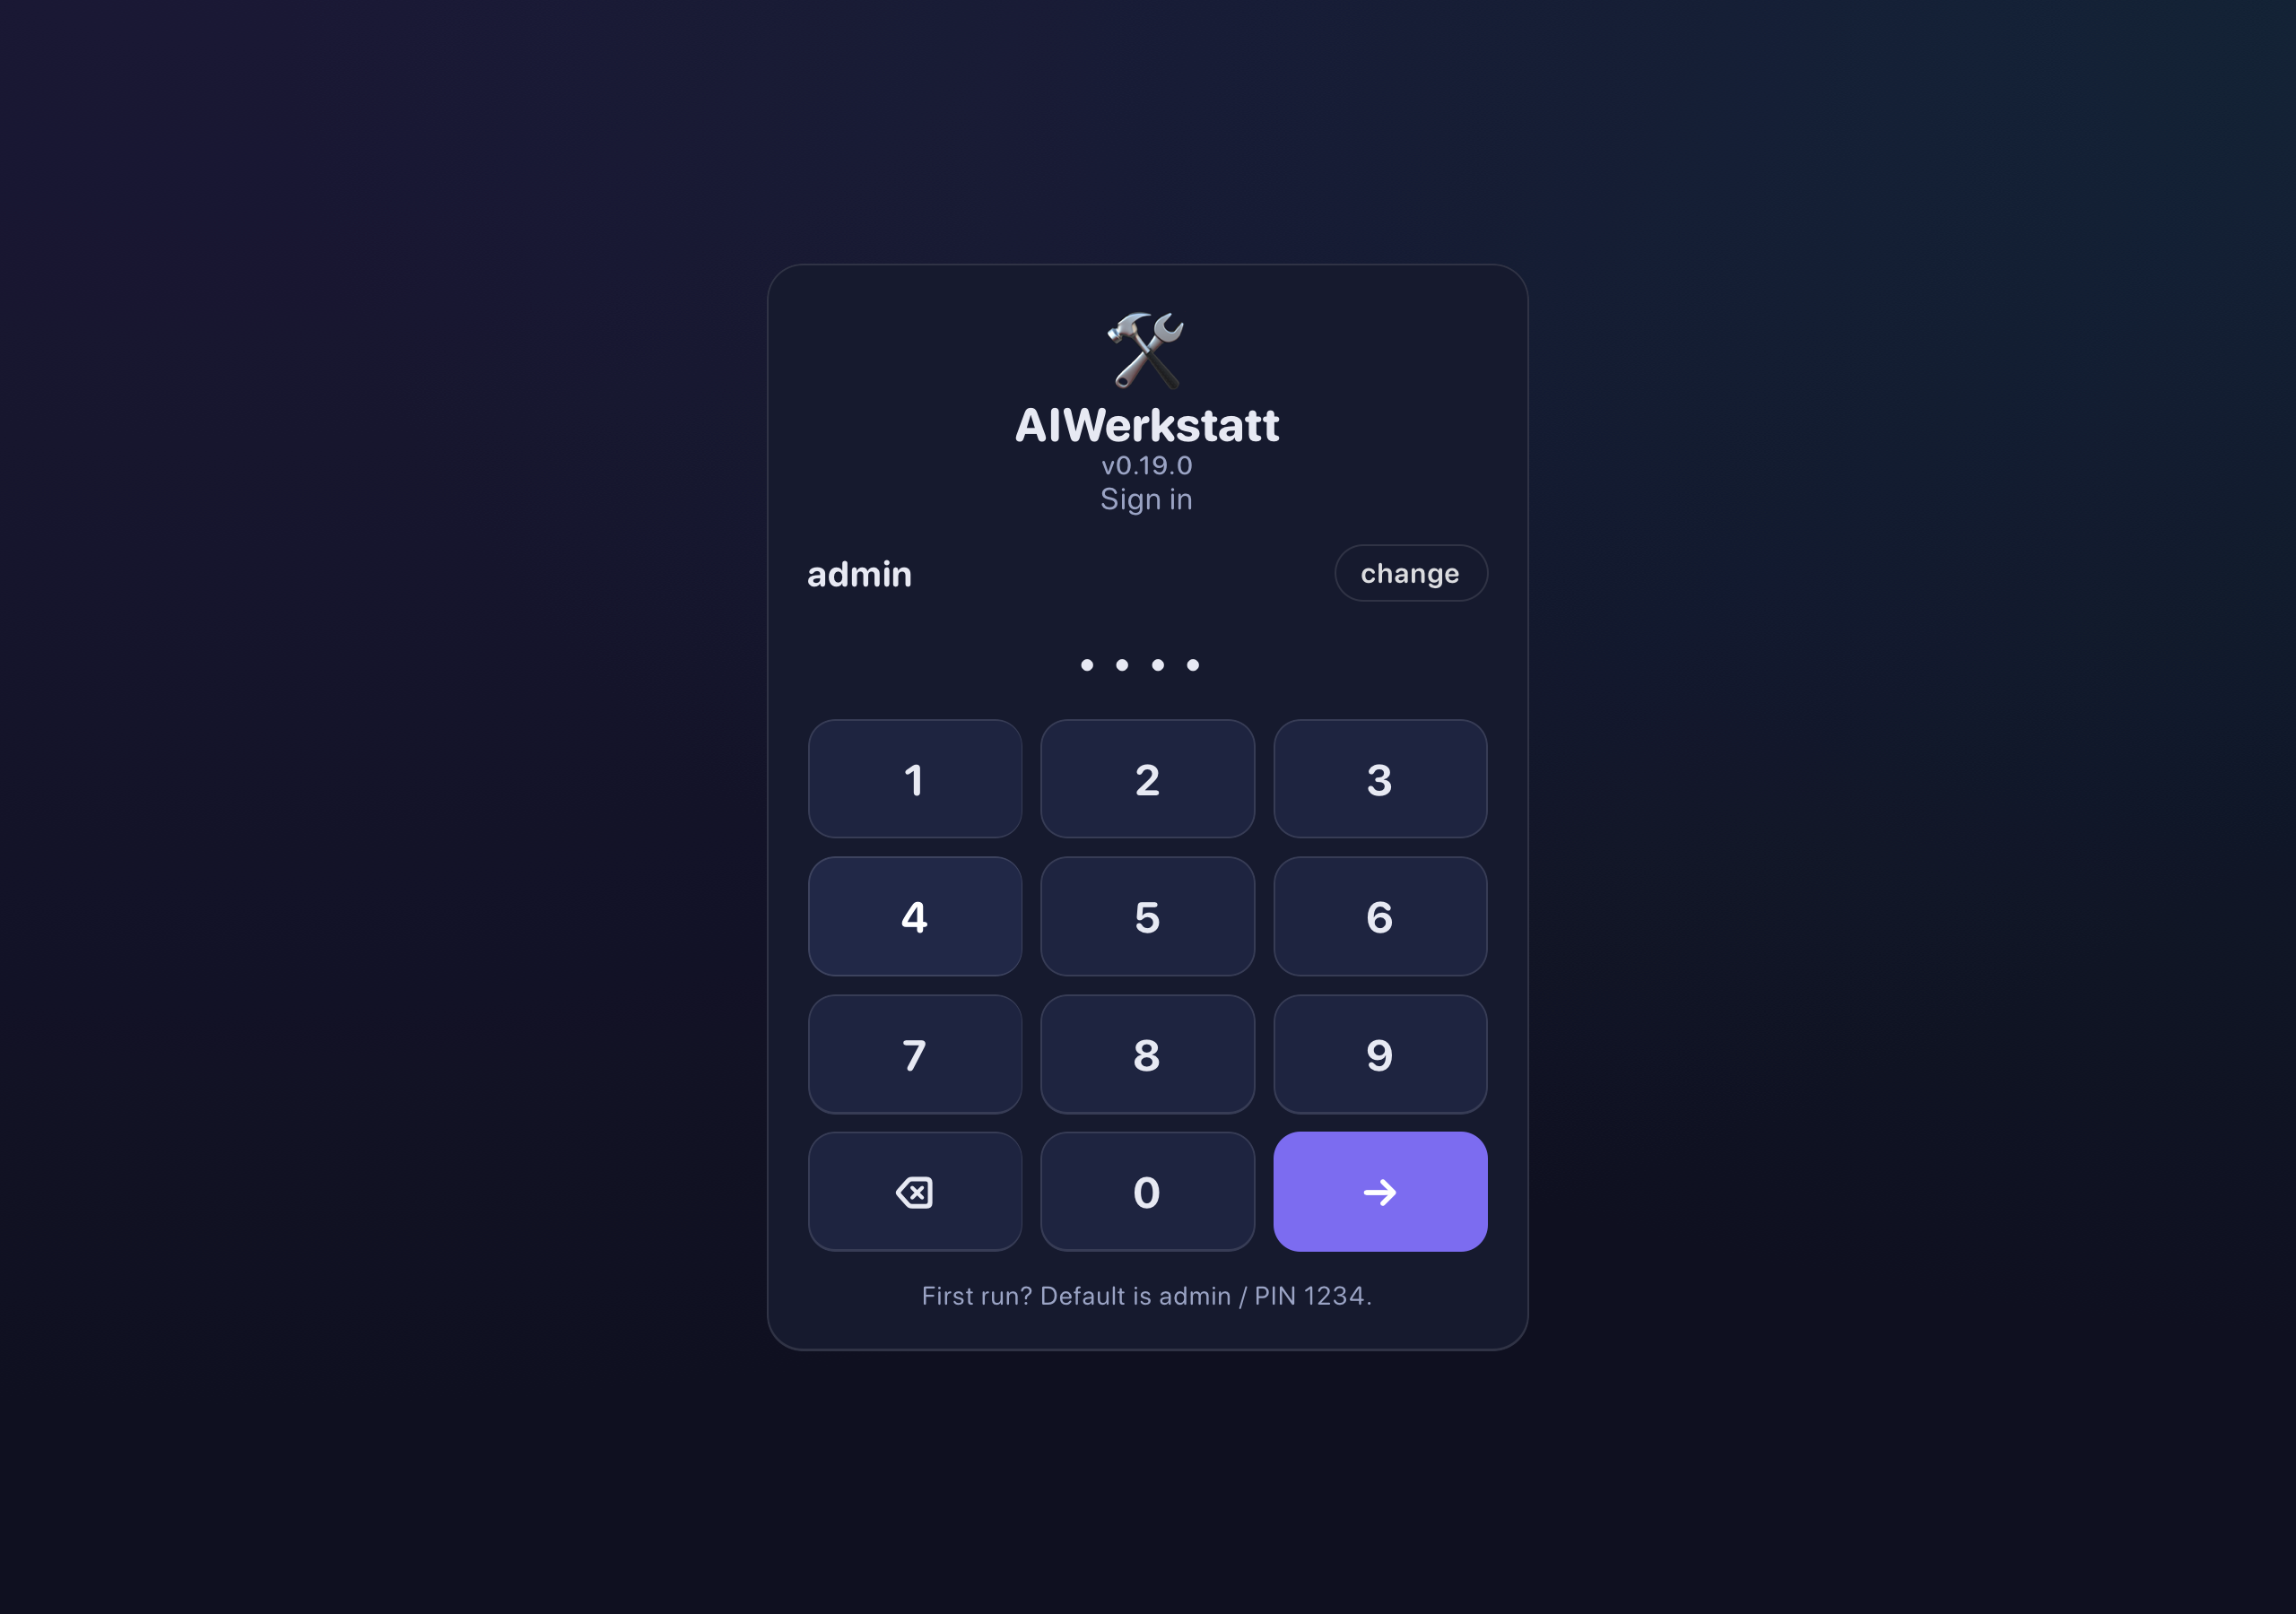 AIWerkstatt
v0.19.0
Sign in
admin
change
1 2 3
4 5 6
7 8 9
0
First run? Default is admin / PIN 1234.